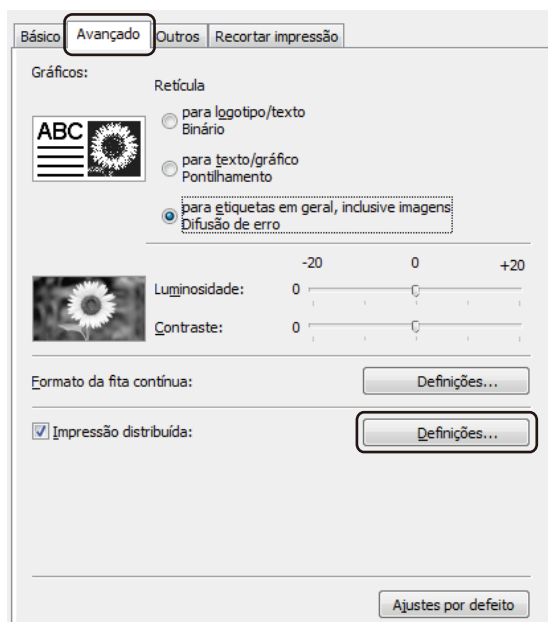 Básico Avançado Outros Recortar impressão
Gráficos:
Retícula
ABC
para logotipo/texto
Binário
para texto/gráfico
Pontilhamento
para etiquetas em geral, inclusive imagens
Difusão de erro
-20 0 +20
Luminosidade: 0
Contraste: 0
Formato da fita contínua: Definições...
Impressão distribuída: Definições...
Ajustes por defeito